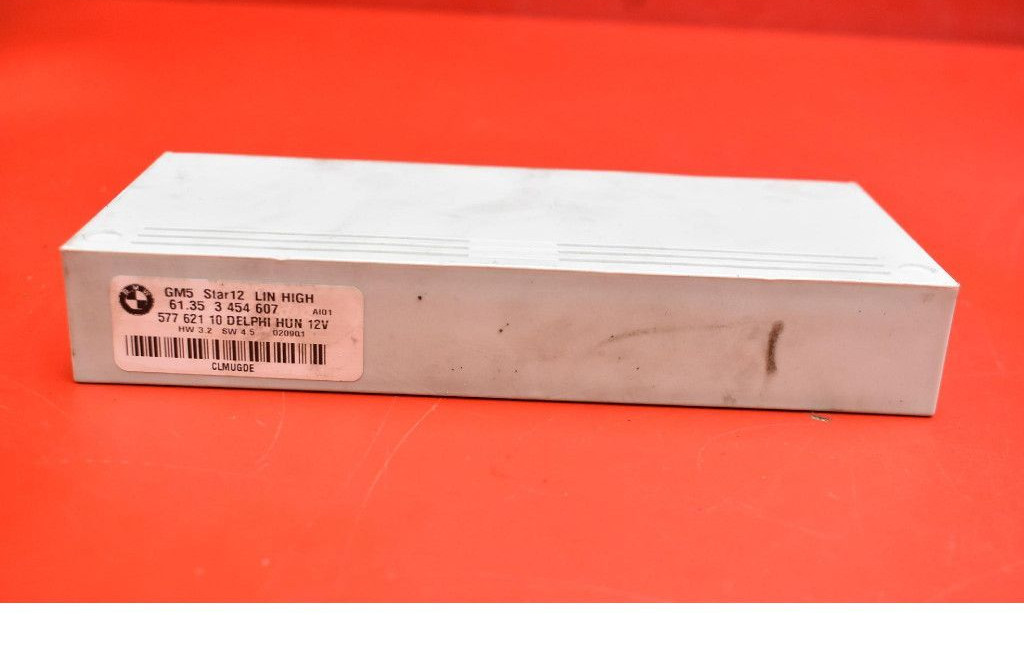 BMW
GM5 Star12 LIN HIGH
61.35 3 454 607 AI01
577 621 10 DELPHI HUN 12V
HW 3.2 SW 4.5 020901
CLMUGDE